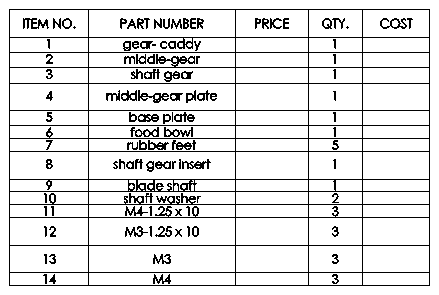 ITEM NO. PART NUMBER PRICE QTY. COST
1 gear- caddy 1
2 middle-gear 1
3 shaft gear 1
4 middle-gear plate 1
5 base plate 1
6 food bowl 1
7 rubber feet 5
8 shaft gear insert 1
9 blade shaft 1
10 shaft washer 2
11 M4-1.25 x 10 3
12 M3-1.25 x 10 3
13 M3 3
14 M4 3